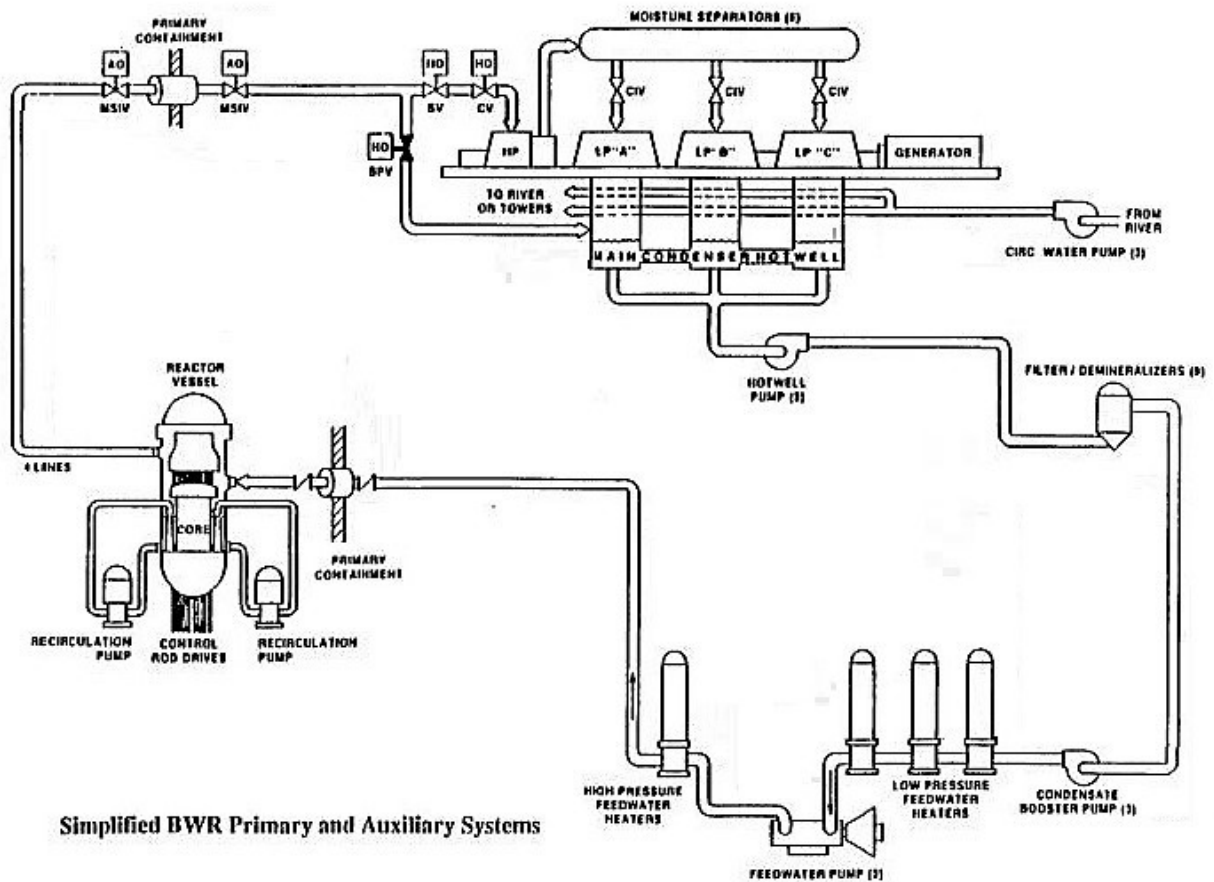 PRIMARY
CONTAINMENT
MOISTUNE SEPARATORS (6)
AO
AO
HO
HO
MSIV
MSIV
SV
CV
CIV
CIV
CIV
HO
BPV
HP
LP "A"
LP "B"
LP "C"
GENERATOR
TO RIVER
OR TOWERS
FROM
RIVER
CIRC WATER PUMP (3)
MAIN CONDENSER HOT WELL
REACTOR
VESSEL
HOTWELL
PUMP (3)
FILTER / DEMINERALIZERS (9)
4 LINES
CORE
PRIMARY
CONTAINMENT
RECIRCULATION
PUMP
CONTROL
ROD DRIVES
RECIRCULATION
PUMP
HIGH PRESSURE
FEEDWATER
HEATERS
LOW PRESSURE
FEEDWATER
HEATERS
CONDENSATE
BOOSTER PUMP (3)
FEEDWATER PUMP (3)
Simplified BWR Primary and Auxiliary Systems